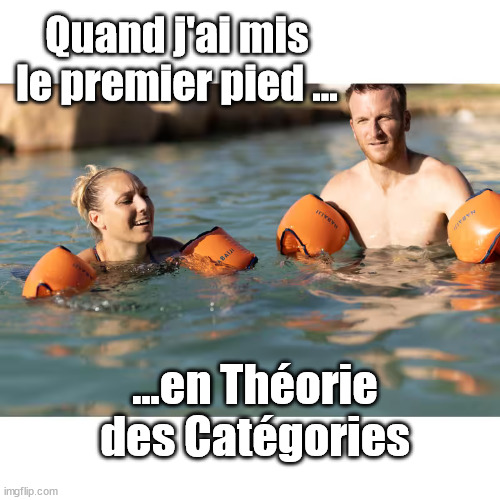 Quand j'ai mis
le premier pied ...
...en Théorie
des Catégories
imgflip.com